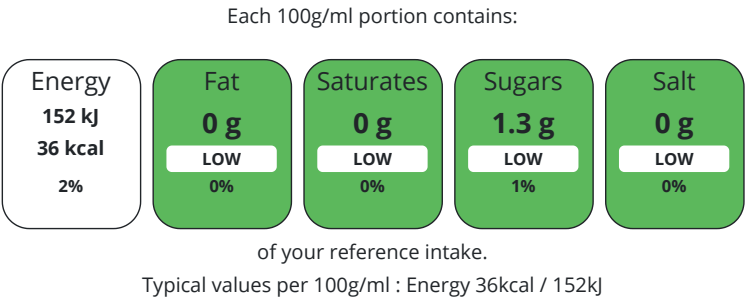 Each 100g/ml portion contains:
Energy Fat Saturates Sugars Salt
152 kJ 0 g 0 g 1.3 g 0 g
36 kcal LOW LOW LOW LOW
2% 0% 0% 1% 0%
of your reference intake.
Typical values per 100g/ml : Energy 36kcal / 152kJ